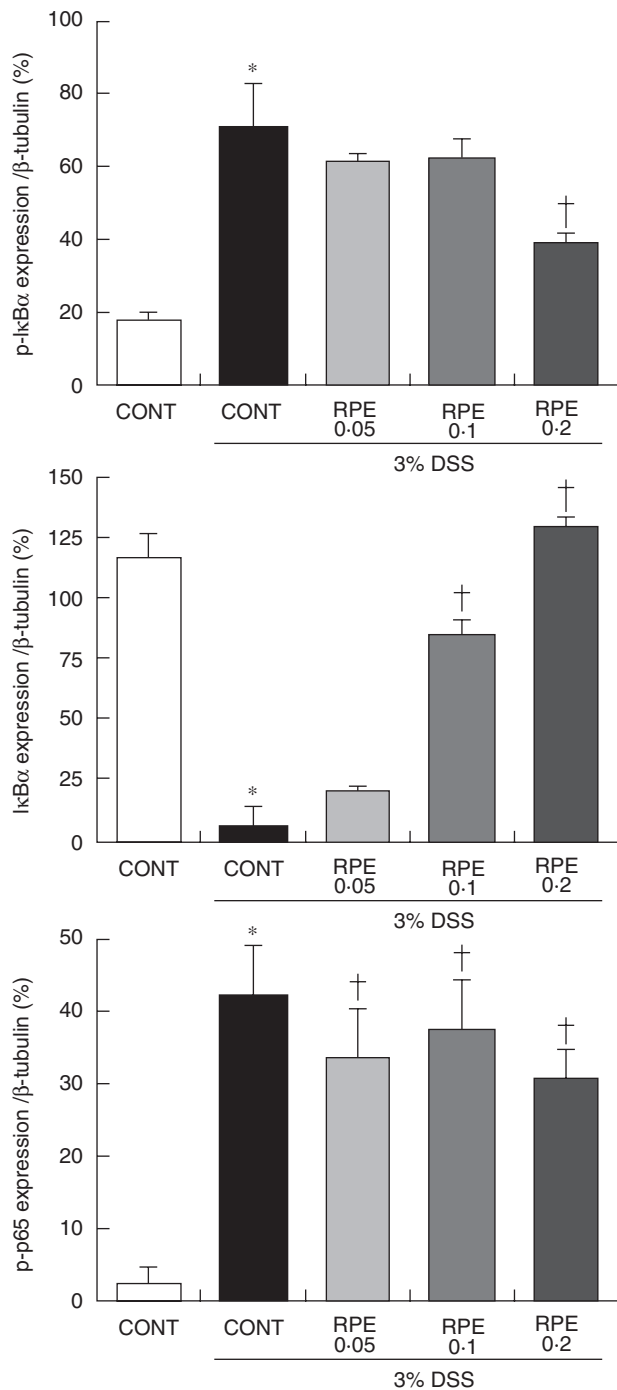 100
*
80
p-IκBα expression /β-tubulin (%)
60
†
40
20
0
CONT CONT RPE RPE RPE
0·05 0·1 0·2
3% DSS
150
†
IκBα expression /β-tubulin (%)
125
100
†
75
50
25
*
0
CONT CONT RPE RPE RPE
0·05 0·1 0·2
3% DSS
50
*
p-p65 expression /β-tubulin (%)
† † †
40
30
20
10
0
CONT CONT RPE RPE RPE
0·05 0·1 0·2
3% DSS